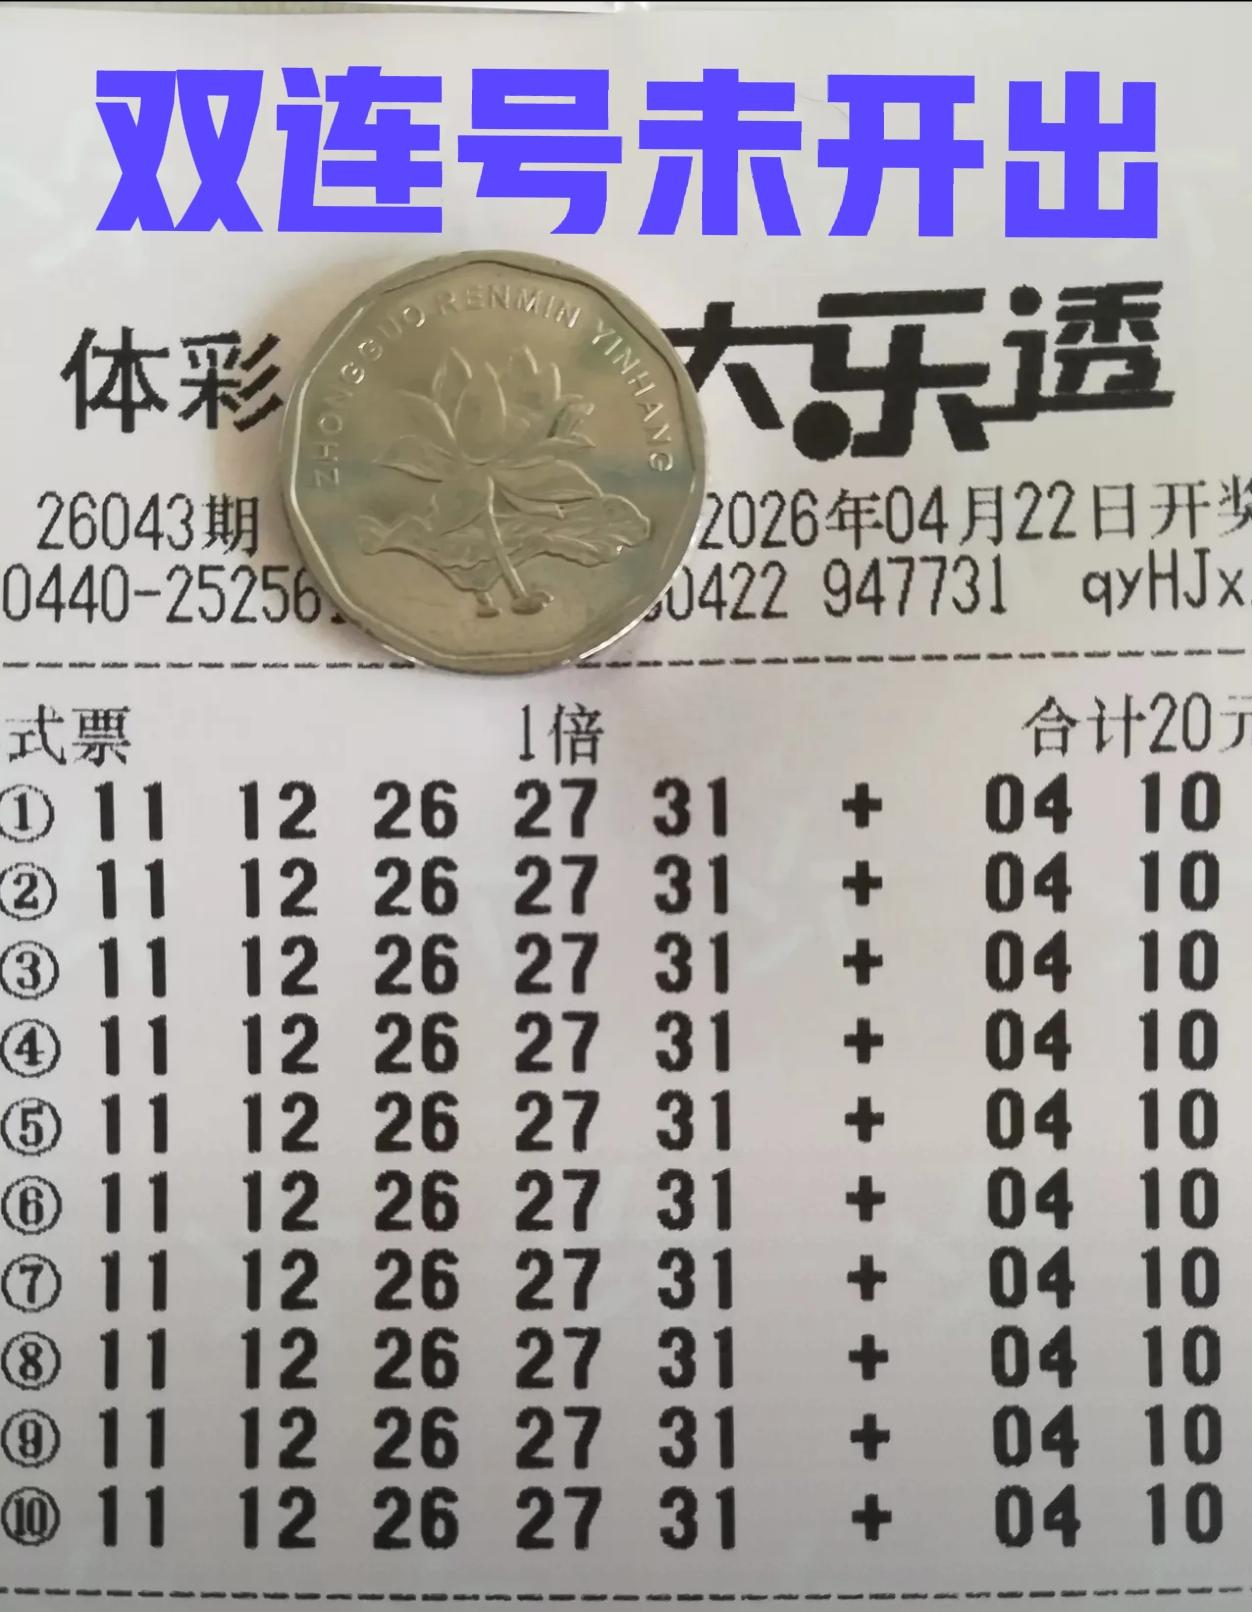 双连号未开出
体彩 大乐透
ZHONGGUO RENMIN YINHANG
26043期 2026年04月22日开奖
0440-25256 0422 947731 qyHJx
式票 1倍 合计20元
① 11 12 26 27 31 + 04 10
② 11 12 26 27 31 + 04 10
③ 11 12 26 27 31 + 04 10
④ 11 12 26 27 31 + 04 10
⑤ 11 12 26 27 31 + 04 10
⑥ 11 12 26 27 31 + 04 10
⑦ 11 12 26 27 31 + 04 10
⑧ 11 12 26 27 31 + 04 10
⑨ 11 12 26 27 31 + 04 10
⑩ 11 12 26 27 31 + 04 10